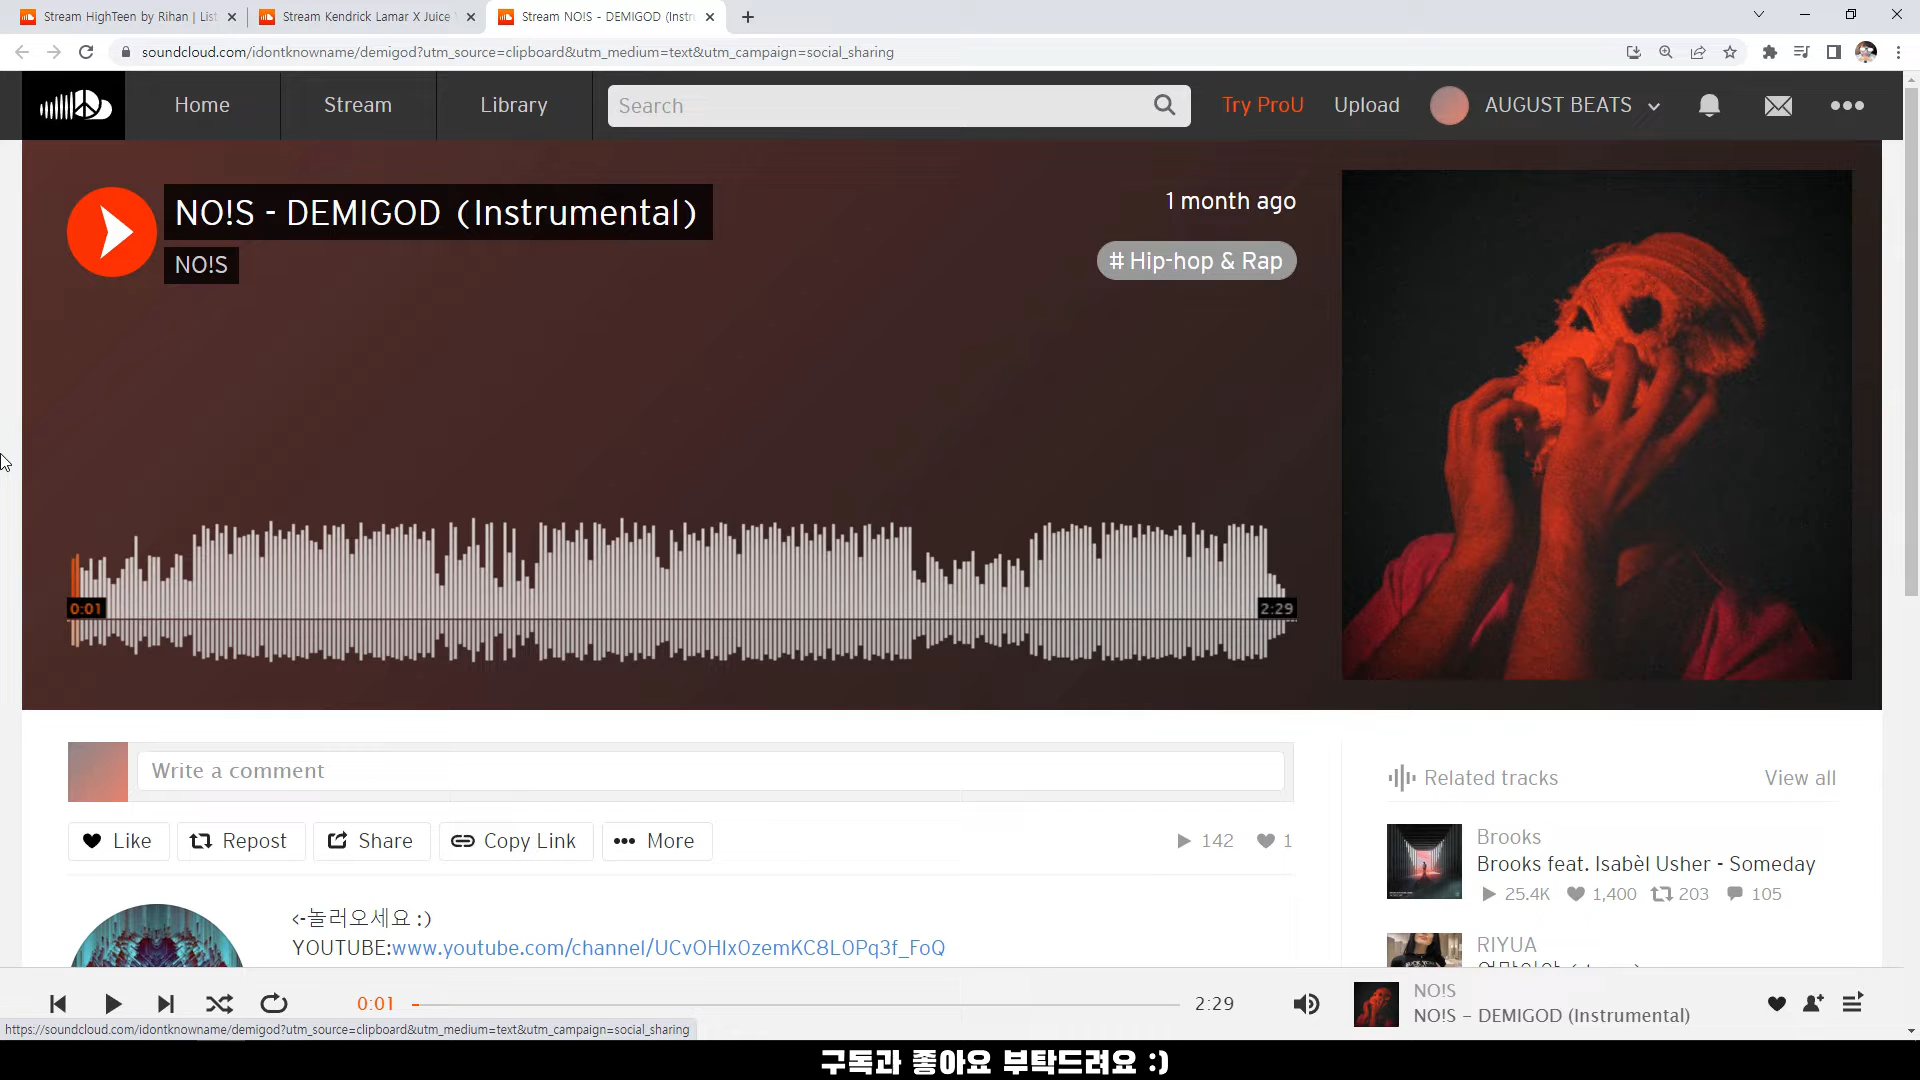 Stream HighTeen by Rihan | List
Stream Kendrick Lamar X Juice
Stream NO!S - DEMIGOD (Instr
soundcloud.com/idontknowname/demigod?utm_source=clipboard&utm_medium=text&utm_campaign=social_sharing
Home
Stream
Library
Search
Try ProU
Upload
AUGUST BEATS
NO!S - DEMIGOD (Instrumental)
NO!S
1 month ago
# Hip-hop & Rap
0:01
2:29
Write a comment
Like
Repost
Share
Copy Link
More
142
1
Related tracks
View all
Brooks
Brooks feat. Isabèl Usher - Someday
25.4K
1,400
203
105
RIYUA
<-놀러오세요 :)
YOUTUBE:www.youtube.com/channel/UCvOHIx0zemKC8L0Pq3f_FoQ
0:01
2:29
NO!S
NO!S – DEMIGOD (Instrumental)
https://soundcloud.com/idontknowname/demigod?utm_source=clipboard&utm_medium=text&utm_campaign=social_sharing
구독과 좋아요 부탁드려요 :)